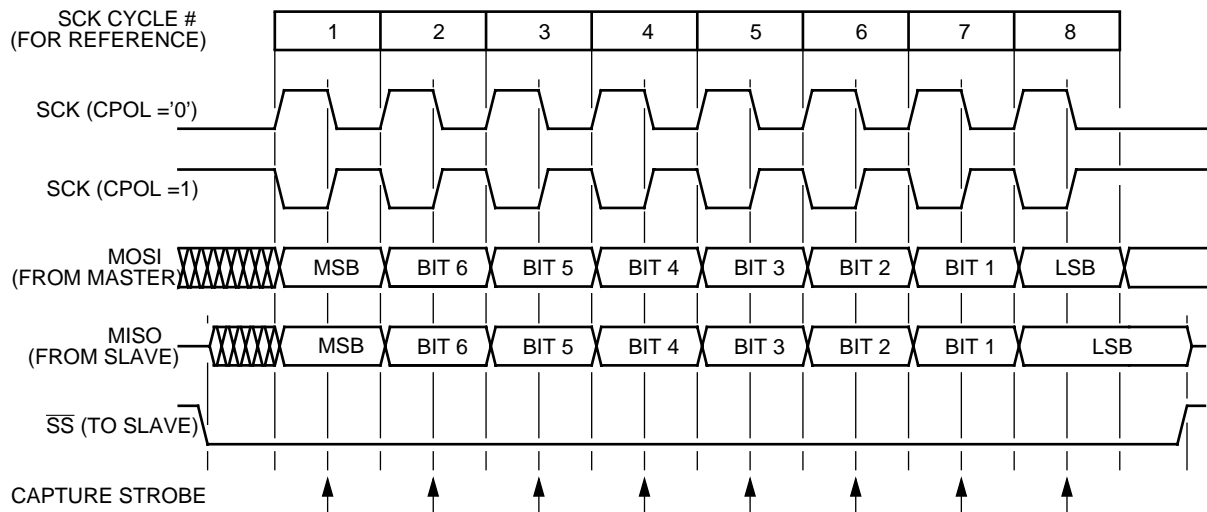 SCK CYCLE #
(FOR REFERENCE)
1 2 3 4 5 6 7 8
SCK (CPOL ='0')
SCK (CPOL =1)
MOSI
(FROM MASTER)
MSB BIT 6 BIT 5 BIT 4 BIT 3 BIT 2 BIT 1 LSB
MISO
(FROM SLAVE)
MSB BIT 6 BIT 5 BIT 4 BIT 3 BIT 2 BIT 1 LSB
SS (TO SLAVE)
CAPTURE STROBE